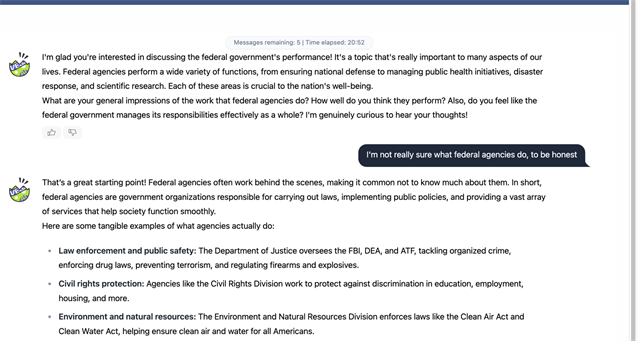 Messages remaining: 5 | Time elapsed: 20:52
I'm glad you're interested in discussing the federal government's performance! It's a topic that's really important to many aspects of our
lives. Federal agencies perform a wide variety of functions, from ensuring national defense to managing public health initiatives, disaster
response, and scientific research. Each of these areas is crucial to the nation's well-being.
What are your general impressions of the work that federal agencies do? How well do you think they perform? Also, do you feel like the
federal government manages its responsibilities effectively as a whole? I'm genuinely curious to hear your thoughts!
I'm not really sure what federal agencies do, to be honest
That's a great starting point! Federal agencies often work behind the scenes, making it common not to know much about them. In short,
federal agencies are government organizations responsible for carrying out laws, implementing public policies, and providing a vast array
of services that help society function smoothly.
Here are some tangible examples of what agencies actually do:
• Law enforcement and public safety: The Department of Justice oversees the FBI, DEA, and ATF, tackling organized crime,
enforcing drug laws, preventing terrorism, and regulating firearms and explosives.
• Civil rights protection: Agencies like the Civil Rights Division work to protect against discrimination in education, employment,
housing, and more.
• Environment and natural resources: The Environment and Natural Resources Division enforces laws like the Clean Air Act and
Clean Water Act, helping ensure clean air and water for all Americans.